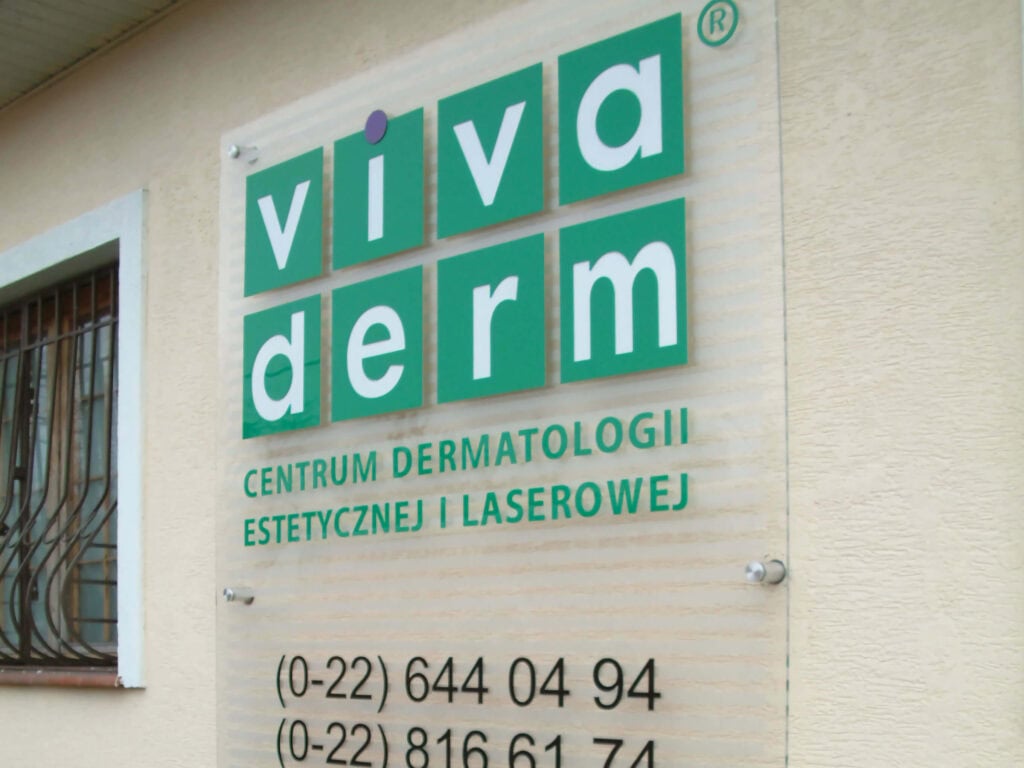 viva®
derm
CENTRUM DERMATOLOGII
ESTETYCZNEJ I LASEROWEJ
(0-22) 644 04 94
(0-22) 816 61 74